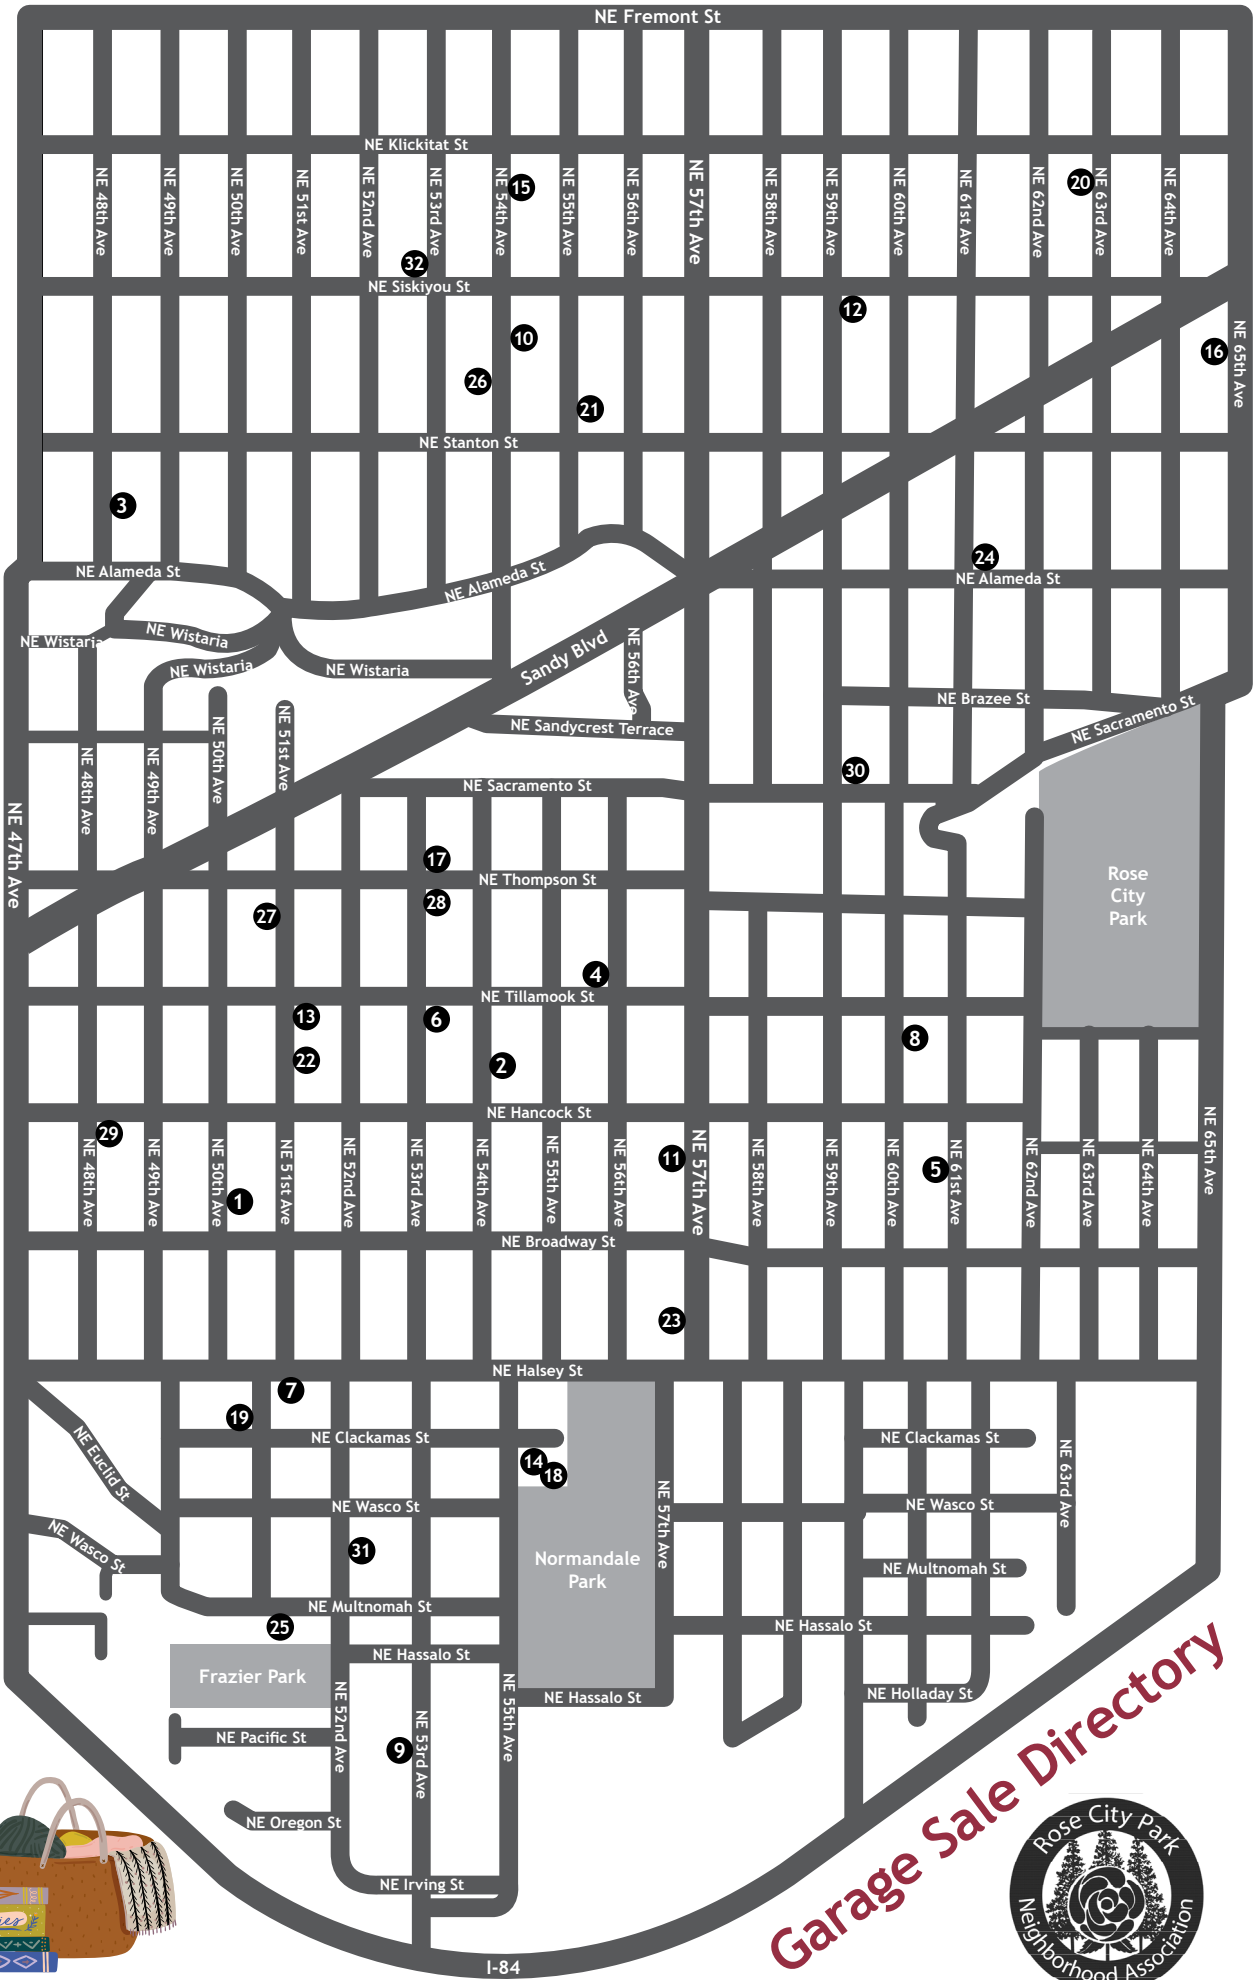 NE Fremont St
NE Klickitat St
NE 48th Ave
NE 49th Ave
NE 50th Ave
NE 51st Ave
NE 52nd Ave
NE 53rd Ave
NE 54th Ave
15
NE 55th Ave
NE 56th Ave
NE 57th Ave
NE 58th Ave
NE 59th Ave
NE 60th Ave
NE 61st Ave
NE 62nd Ave
20
NE 63rd Ave
NE 64th Ave
32
NE Siskiyou St
12
10
16
NE 65th Ave
26
21
NE Stanton St
3
24
NE Alameda St
NE Alameda St
NE Alameda St
NE Wistaria
NE Wistaria
NE Wistaria
NE Wistaria
Sandy Blvd
NE 56th Ave
NE Sandycrest Terrace
NE Brazee St
NE Sacramento St
NE 50th Ave
NE 51st Ave
NE 48th Ave
NE 49th Ave
NE 47th Ave
NE Sacramento St
30
17
NE Thompson St
28
27
Rose
City
Park
4
NE Tillamook St
13
6
8
22
2
NE Hancock St
29
NE 48th Ave
NE 49th Ave
NE 50th Ave
NE 51st Ave
NE 52nd Ave
NE 53rd Ave
NE 54th Ave
NE 55th Ave
NE 56th Ave
11
NE 57th Ave
NE 58th Ave
NE 59th Ave
NE 60th Ave
5
NE 61st Ave
NE 62nd Ave
NE 63rd Ave
NE 64th Ave
NE 65th Ave
1
NE Broadway St
23
NE Halsey St
7
19
NE Clackamas St
NE Clackamas St
NE Euclid St
14
18
NE 57th Ave
NE 63rd Ave
NE Wasco St
NE Wasco St
NE Wasco St
31
Normandale
Park
NE Multnomah St
NE Multnomah St
25
NE Hassalo St
NE Hassalo St
Frazier Park
NE Hassalo St
NE Holladay St
NE 52nd Ave
NE 53rd Ave
NE 55th Ave
NE Pacific St
9
NE Oregon St
NE Irving St
I-84
Garage Sale Directory
Rose City Park
Neighborhood Association
ies